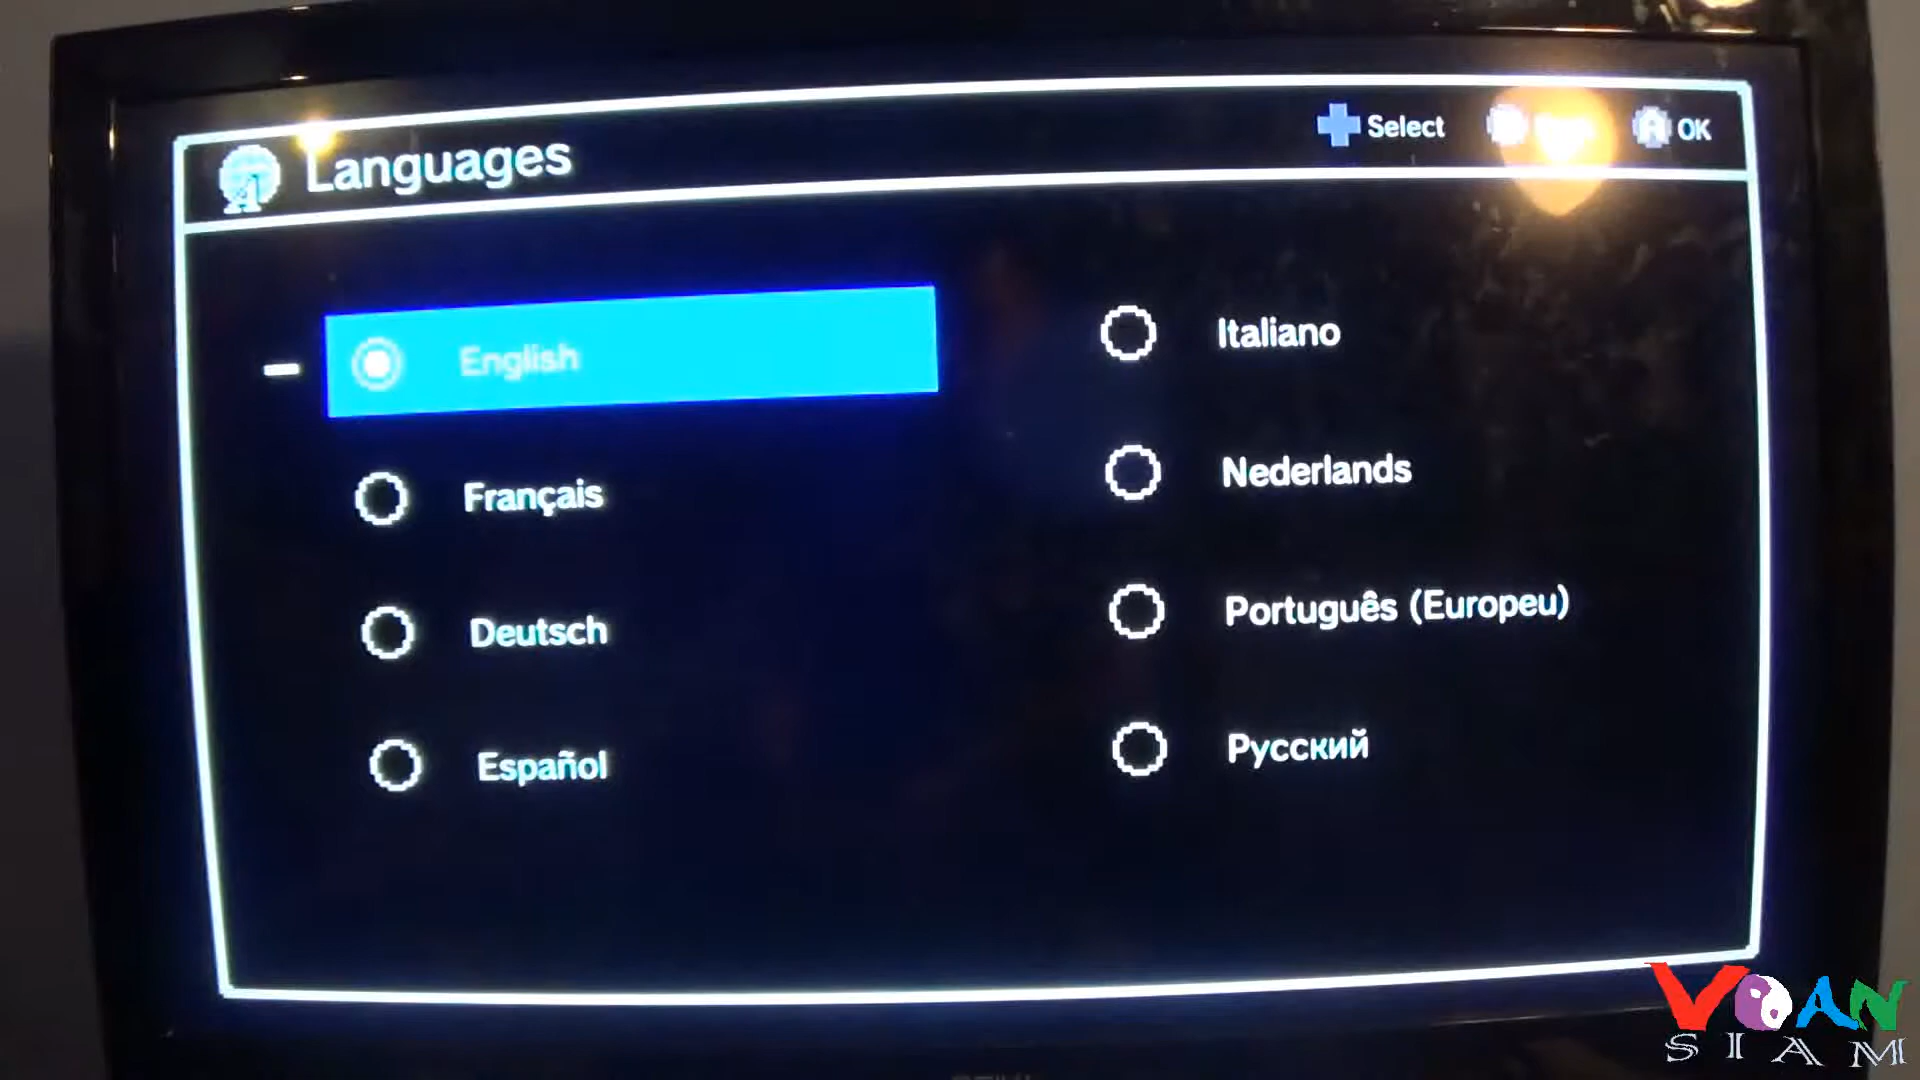 Languages
Select
OK
English
Français
Deutsch
Español
Italiano
Nederlands
Português (Europeu)
Русский
VOAN
SIAM